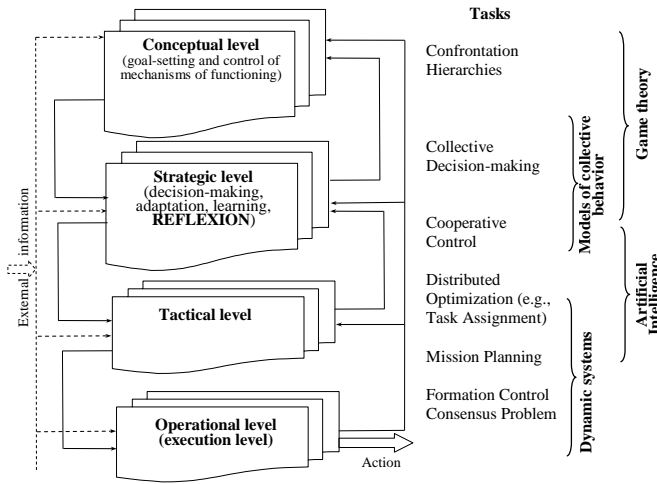 Tasks
Conceptual level
(goal-setting and control of
mechanisms of functioning)
Confrontation
Hierarchies
Strategic level
(decision-making,
adaptation, learning,
REFLEXION)
Collective
Decision-making
Cooperative
Control
Tactical level
Distributed
Optimization (e.g.,
Task Assignment)
Mission Planning
Operational level
(execution level)
Formation Control
Consensus Problem
Action
External information
Models of collective
behavior
Game theory
Dynamic systems
Artificial
Intelligence